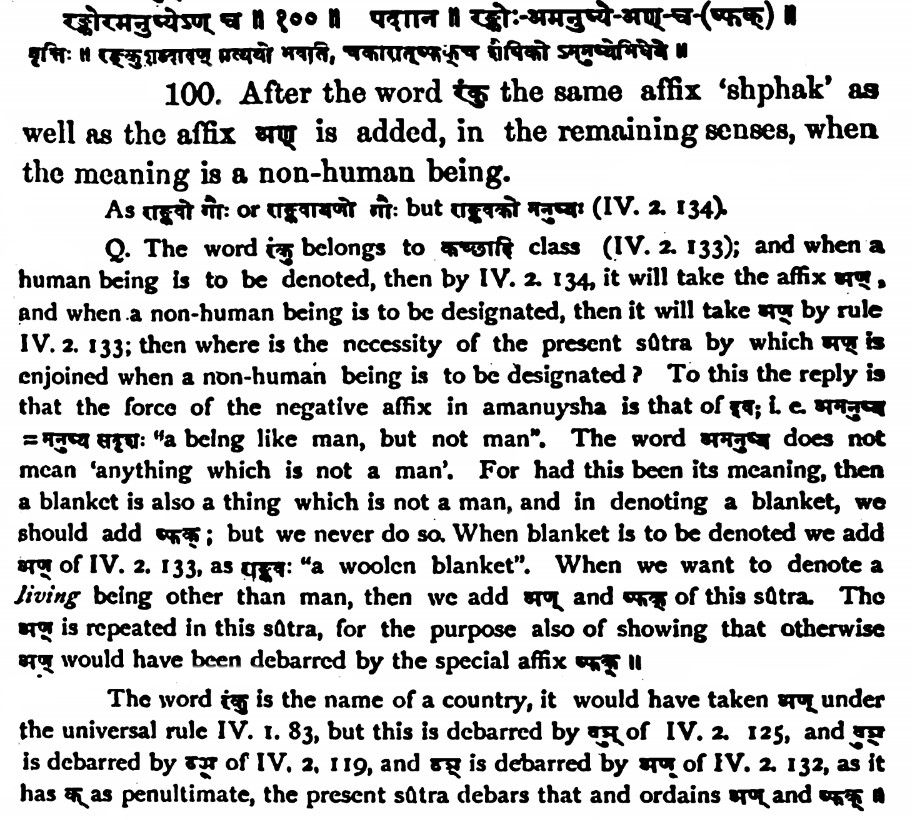 रङ्कोरमनुष्येऽण् च ॥ १०० ॥ पदानि ॥ रङ्कोः-अमनुष्ये-अण्-च-(ष्फक्) ॥
वृत्तिः ॥ रङ्कुशब्दादण् प्रत्ययो भवति, चकारात्ष्फक्च शैषिको ऽमनुष्येभिधेये ॥
100. After the word रंकु the same affix ‘shphak’ as
well as the affix अण् is added, in the remaining senses, when
the meaning is a non-human being.
As राङ्कवो गौः or राङ्कवायणो गौः but राङ्कवको मनुष्यः (IV. 2. 134).
Q. The word रंकु belongs to कच्छादि class (IV. 2. 133); and when a
human being is to be denoted, then by IV. 2. 134, it will take the affix अण्,
and when a non-human being is to be designated, then it will take अण् by rule
IV. 2. 133; then where is the necessity of the present sûtra by which अण् is
enjoined when a non-human being is to be designated? To this the reply is
that the force of the negative affix in amanuysha is that of इव; i. e. अमनुष्य
=मनुष्य सदृशः "a being like man, but not man". The word अमनुष्य does not
mean ‘anything which is not a man’. For had this been its meaning, then
a blanket is also a thing which is not a man, and in denoting a blanket, we
should add ष्फक्; but we never do so. When blanket is to be denoted we add
अण् of IV. 2. 133, as राङ्कवः "a woolen blanket". When we want to denote a
living being other than man, then we add अण् and ष्फक् of this sûtra. The
अण् is repeated in this sûtra, for the purpose also of showing that otherwise
अण् would have been debarred by the special affix ष्फक् ॥
The word रंकु is the name of a country, it would have taken अण् under
the universal rule IV. 1. 83, but this is debarred by वुञ् of IV. 2. 125, and वुञ्
is debarred by ठञ् of IV. 2. 119, and ठञ् is debarred by अण् of IV. 2. 132, as it
has क् as penultimate, the present sûtra debars that and ordains अण् and ष्फक् ॥